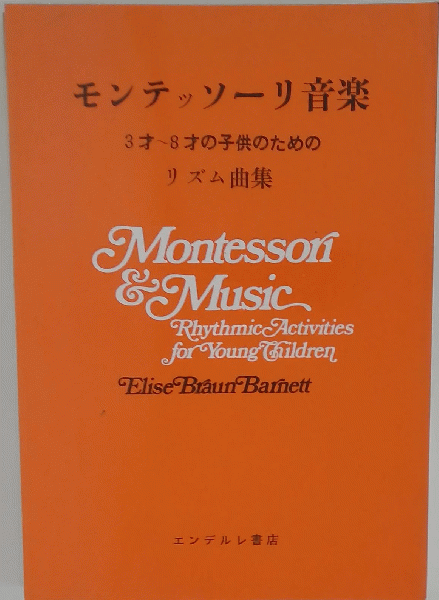 モンテッソーリ音楽
3才~8才の子供のための
リズム曲集
Montessori
& Music
Rhythmic Activities
for Young Children
Elise Braun Barnett
エンデルレ書店